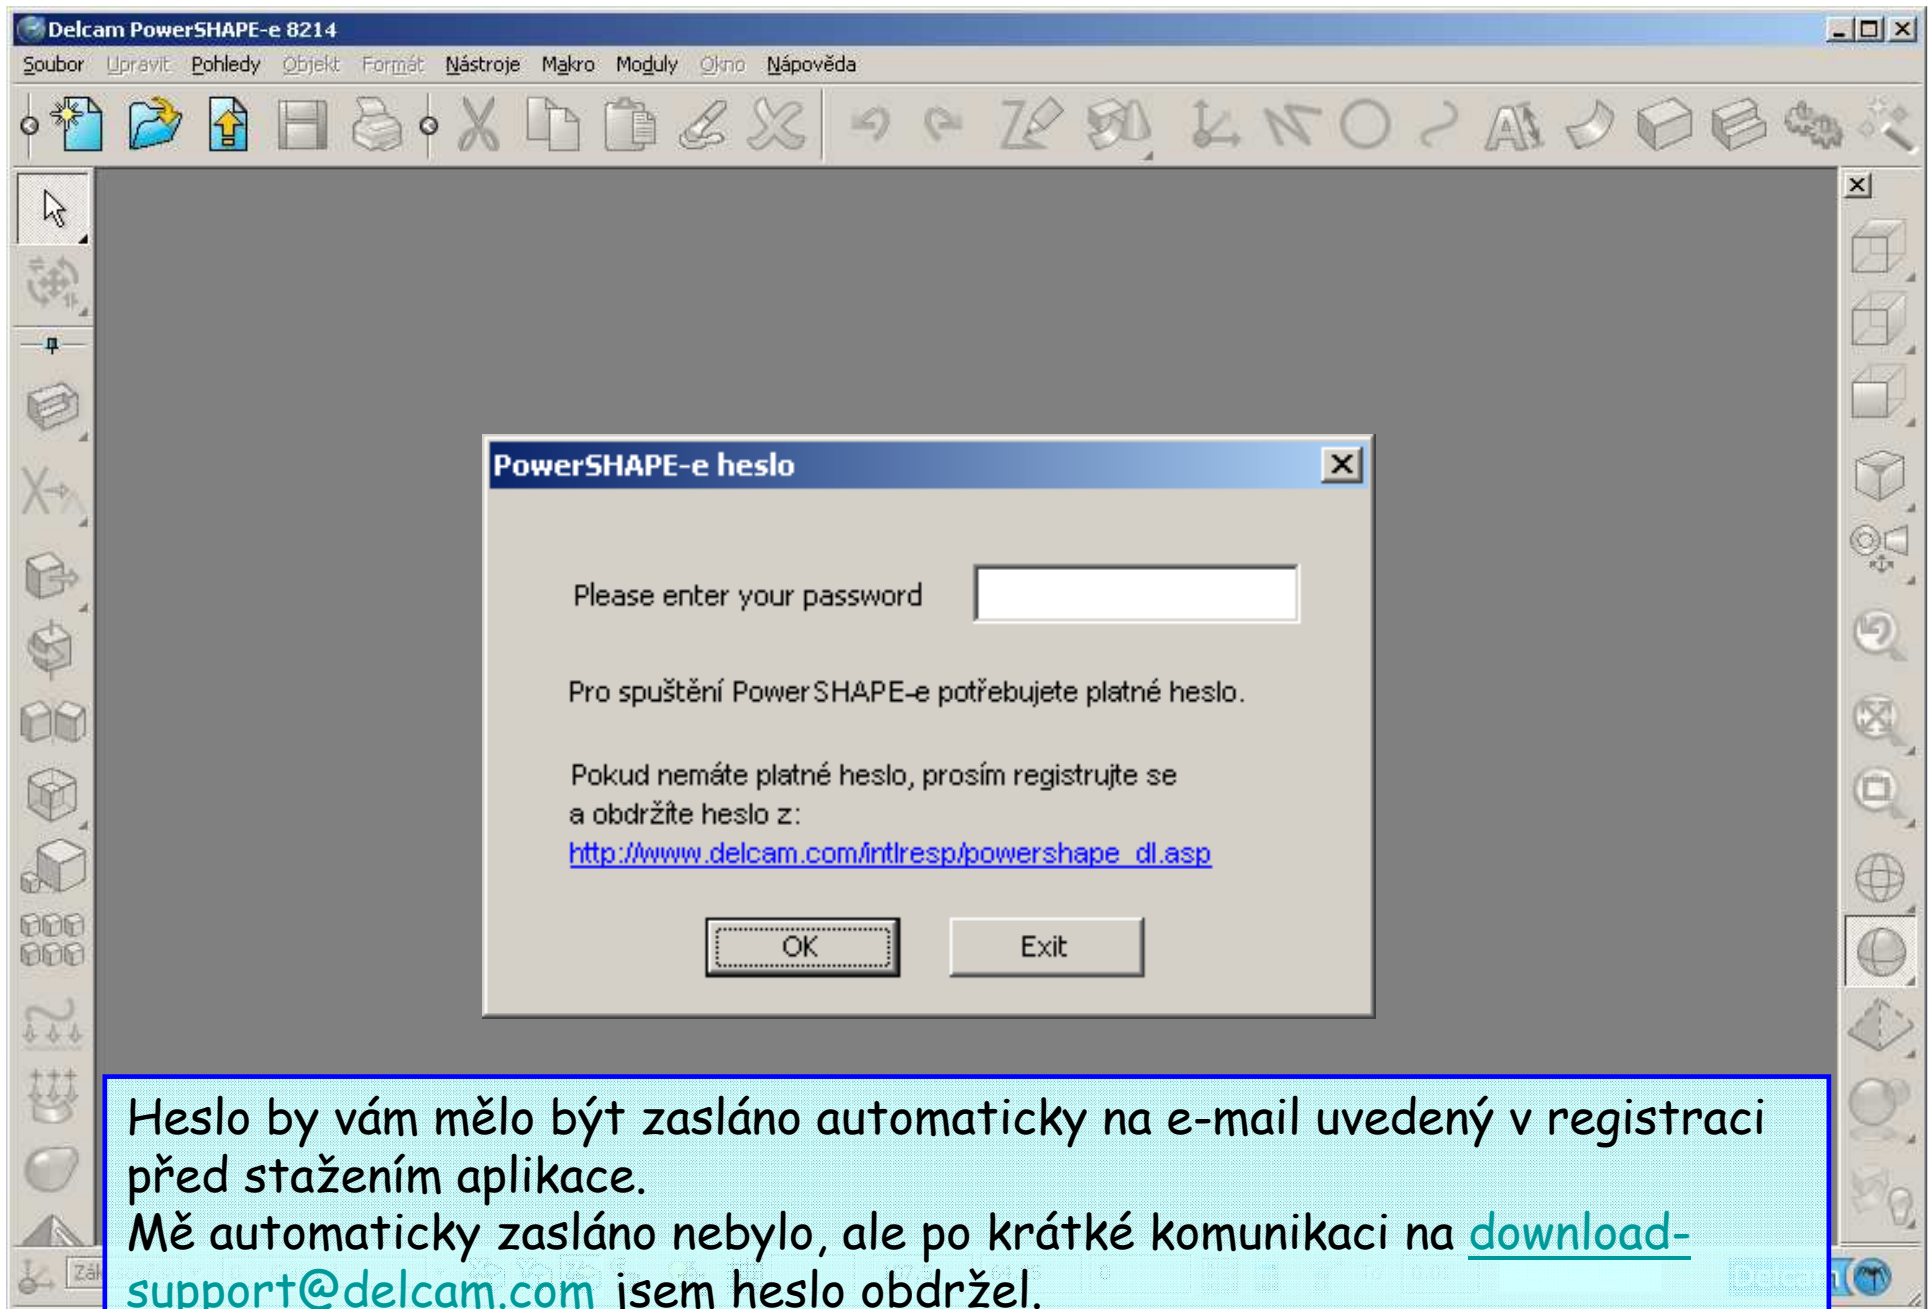 Delcam PowerSHAPE-e 8214
Soubor Upravit Pohledy Objekt Formát Nástroje Makro Moduly Okno Nápověda
PowerSHAPE-e heslo
Please enter your password
Pro spuštění PowerSHAPE-e potřebujete platné heslo.
Pokud nemáte platné heslo, prosím registrujte se
a obdržíte heslo z:
http://www.delcam.com/intlresp/powershape_dl.asp
OK Exit
Heslo by vám mělo být zasláno automaticky na e-mail uvedený v registraci
před stažením aplikace.
Mě automaticky zasláno nebylo, ale po krátké komunikaci na download-
support@delcam.com jsem heslo obdržel.